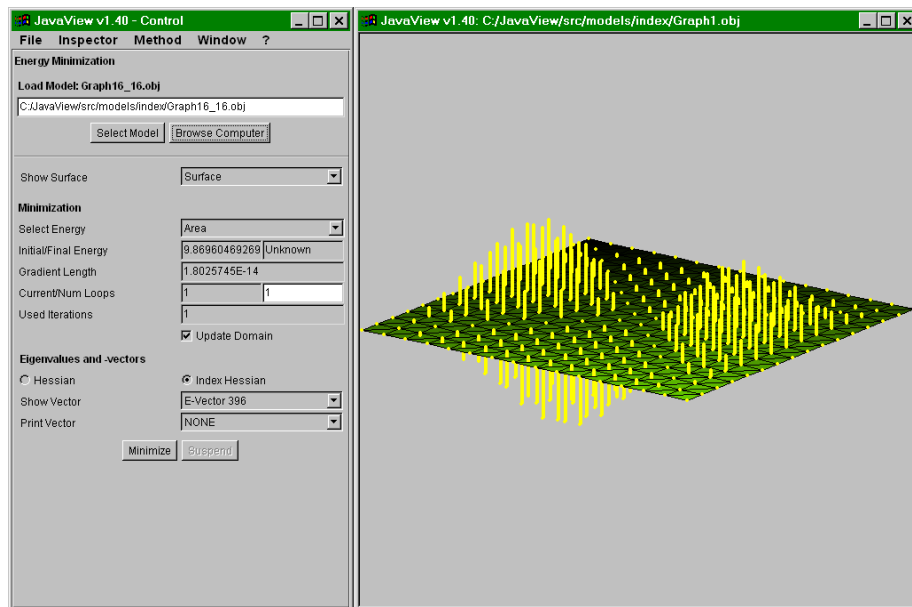 JavaView v1.40 - Control
File Inspector Method Window ?
Energy Minimization
Load Model: Graph16_16.obj
C:/JavaView/src/models/index/Graph16_16.obj
Select Model Browse Computer
Show Surface Surface
Minimization
Select Energy Area
Initial/Final Energy 9.86960469269 Unknown
Gradient Length 1.8025745E-14
Current/Num Loops 1 1
Used Iterations 1
Update Domain
Eigenvalues and -vectors
Hessian Index Hessian
Show Vector E-Vector 396
Print Vector NONE
Minimize Suspend
JavaView v1.40: C:/JavaView/src/models/index/Graph1.obj